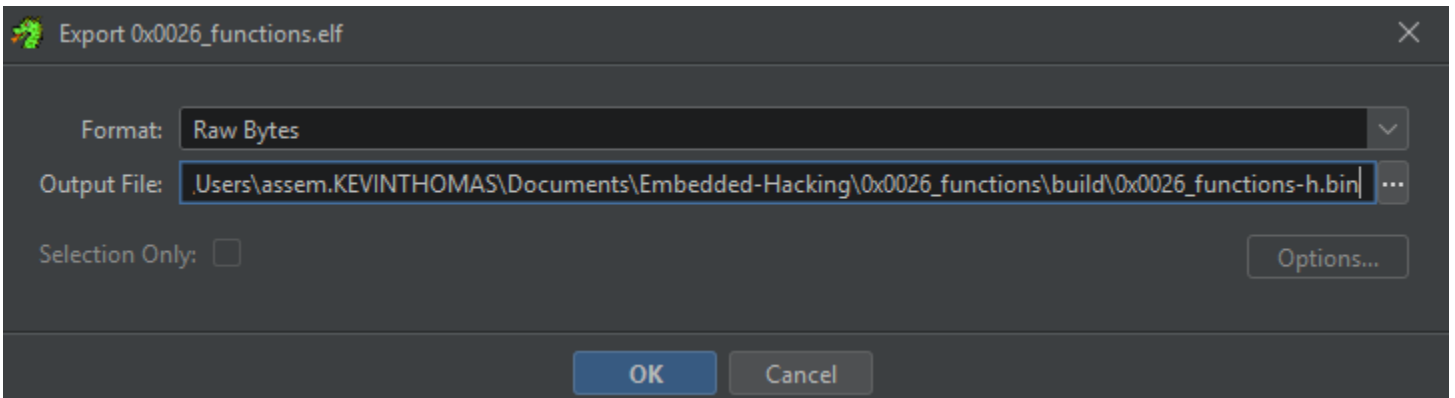 Export 0x0026_functions.elf
Format: Raw Bytes
Output File: .Users\assem.KEVINTHOMAS\Documents\Embedded-Hacking\0x0026_functions\build\0x0026_functions-h.bin ...
Selection Only:
Options...
OK Cancel